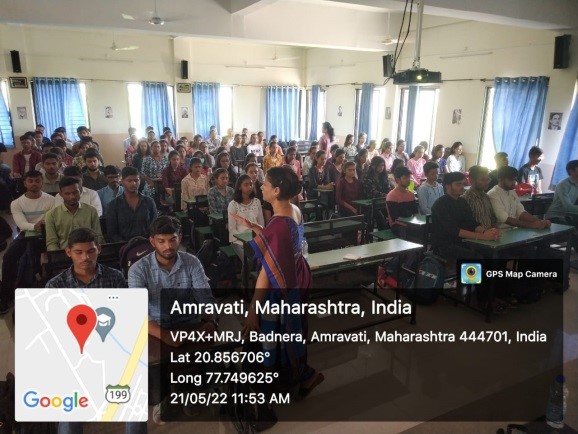 GPS Map Camera
Amravati, Maharashtra, India
VP4X+MRJ, Badnera, Amravati, Maharashtra 444701, India
Lat 20.856706°
Long 77.749625°
21/05/22 11:53 AM
199
Google